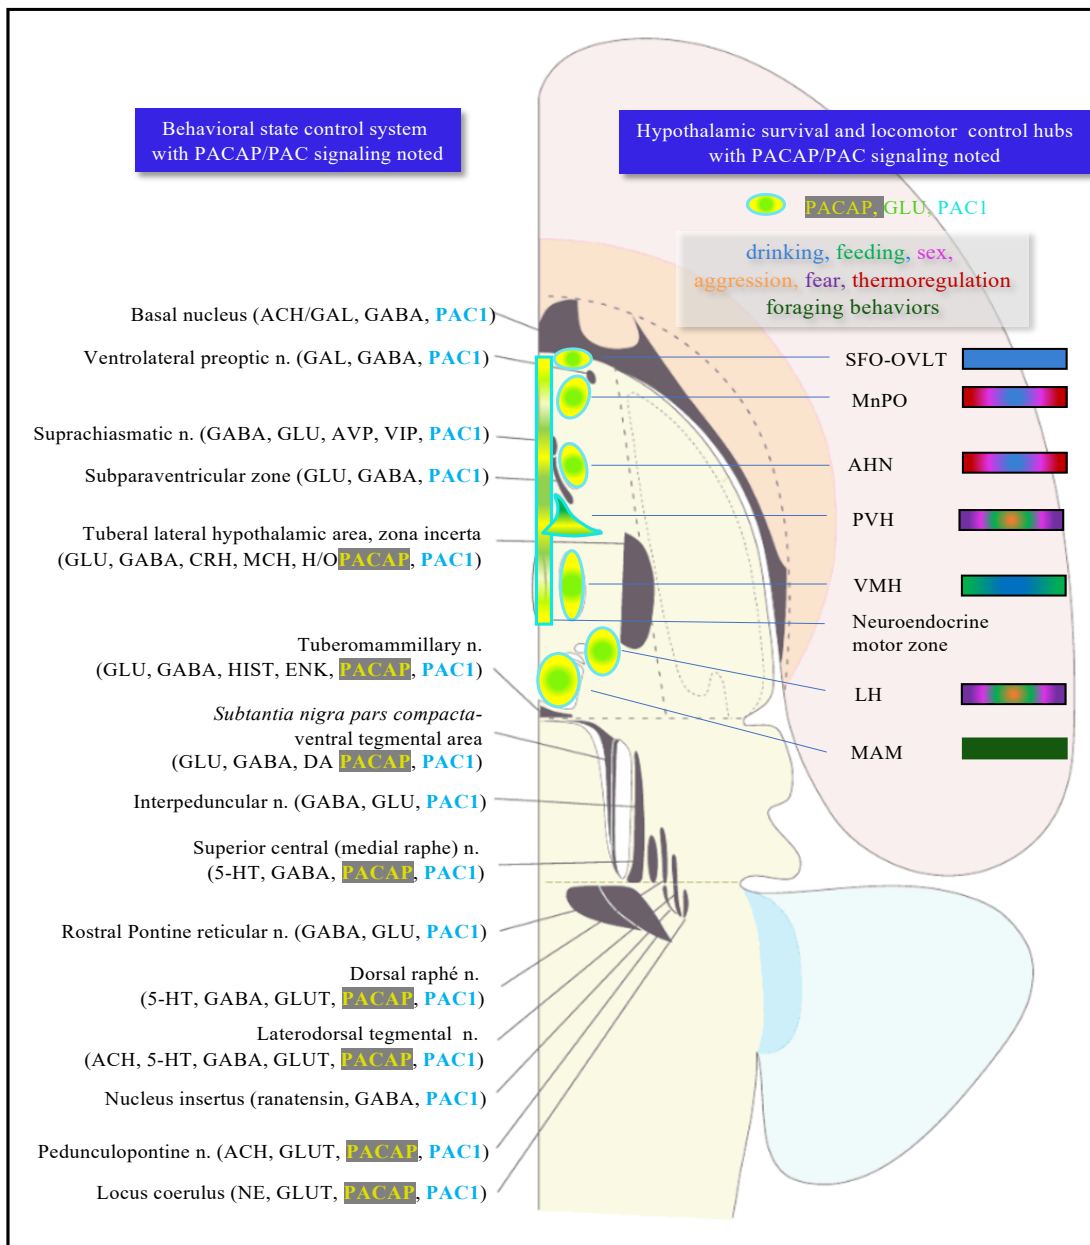 Behavioral state control system
with PACAP/PAC signaling noted
Hypothalamic survival and locomotor control hubs
with PACAP/PAC signaling noted
PACAP, GLU, PAC1
drinking, feeding, sex,
aggression, fear, thermoregulation
foraging behaviors
Basal nucleus (ACH/GAL, GABA, PAC1)
Ventrolateral preoptic n. (GAL, GABA, PAC1)
Suprachiasmatic n. (GABA, GLU, AVP, VIP, PAC1)
Subparaventricular zone (GLU, GABA, PAC1)
Tuberal lateral hypothalamic area, zona incerta
(GLU, GABA, CRH, MCH, H/OPACAP, PAC1)
Tuberomammillary n.
(GLU, GABA, HIST, ENK, PACAP, PAC1)
Subtantia nigra pars compacta-
ventral tegmental area
(GLU, GABA, DA PACAP, PAC1)
Interpeduncular n. (GABA, GLU, PAC1)
Superior central (medial raphe) n.
(5-HT, GABA, PACAP, PAC1)
Rostral Pontine reticular n. (GABA, GLU, PAC1)
Dorsal raphé n.
(5-HT, GABA, GLUT, PACAP, PAC1)
Laterodorsal tegmental n.
(ACH, 5-HT, GABA, GLUT, PACAP, PAC1)
Nucleus insertus (ranatensin, GABA, PAC1)
Pedunculopontine n. (ACH, GLUT, PACAP, PAC1)
Locus coerulus (NE, GLUT, PACAP, PAC1)
SFO-OVLT
MnPO
AHN
PVH
VMH
Neuroendocrine
motor zone
LH
MAM